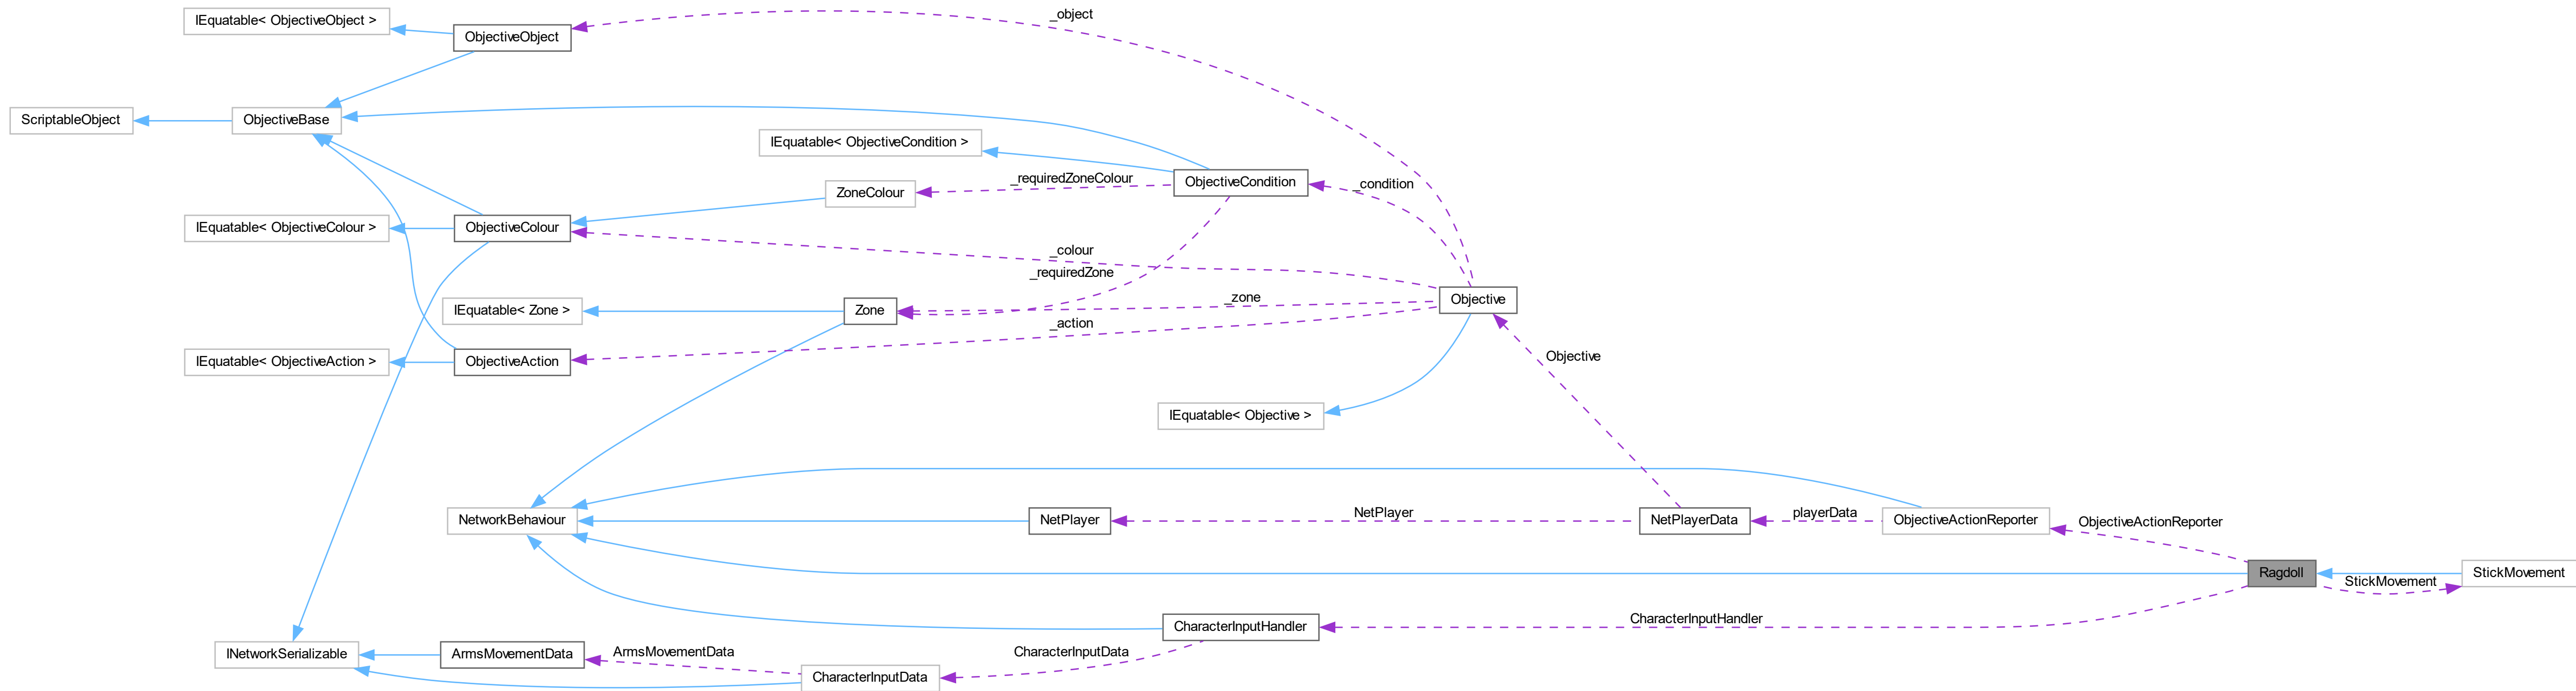 IEquatable< ObjectiveObject >
_object
ObjectiveObject
ScriptableObject
ObjectiveBase
IEquatable< ObjectiveCondition >
_requiredZoneColour
ObjectiveCondition
_condition
ZoneColour
IEquatable< ObjectiveColour >
ObjectiveColour
_colour
_requiredZone
IEquatable< Zone >
Zone
_zone
Objective
_action
IEquatable< ObjectiveAction >
ObjectiveAction
Objective
IEquatable< Objective >
NetworkBehaviour
NetPlayer
NetPlayer
NetPlayerData
playerData
ObjectiveActionReporter
ObjectiveActionReporter
Ragdoll
StickMovement
StickMovement
CharacterInputHandler
CharacterInputHandler
INetworkSerializable
ArmsMovementData
ArmsMovementData
CharacterInputData
CharacterInputData